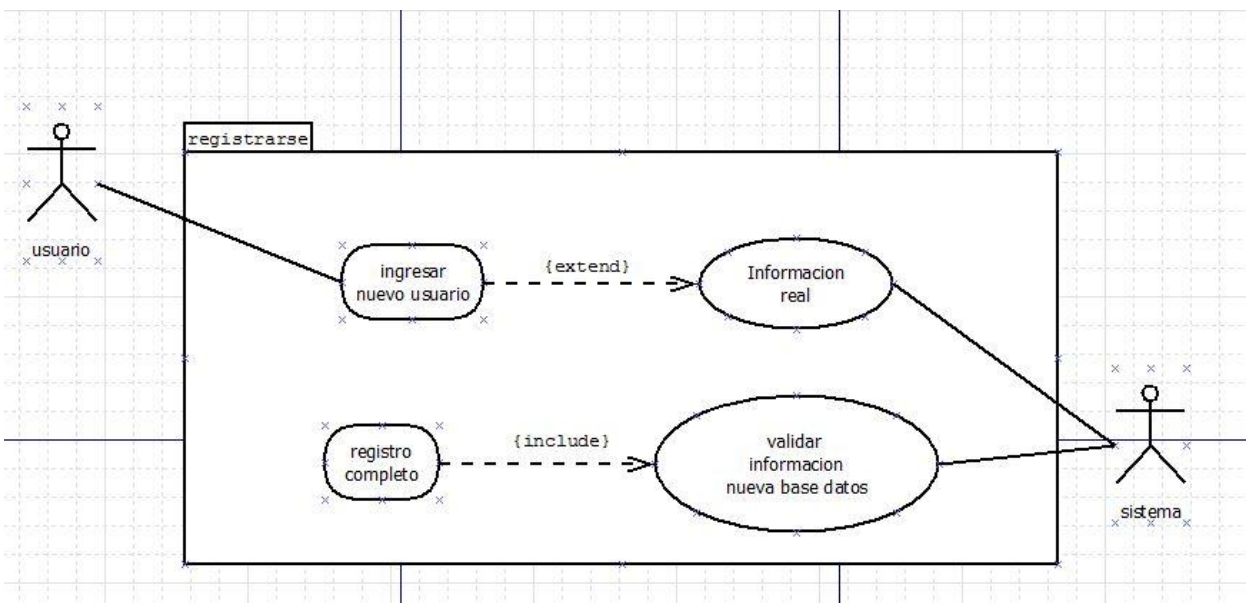 registrarse
usuario
ingresar
nuevo usuario
{extend}
Informacion
real
registro
completo
{include}
validar
informacion
nueva base datos
sistema